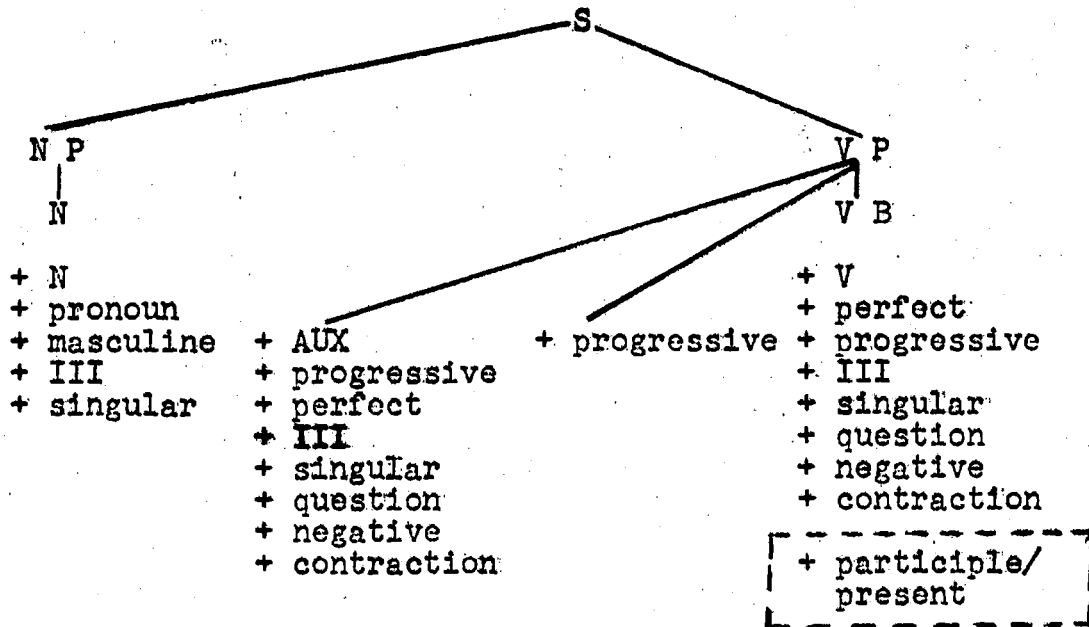 S
N P
V P
N
V B
+ N
+ pronoun
+ masculine
+ III
+ singular
+ AUX
+ progressive
+ perfect
+ III
+ singular
+ question
+ negative
+ contraction
+ progressive
+ V
+ perfect
+ progressive
+ III
+ singular
+ question
+ negative
+ contraction
+ participle/
present